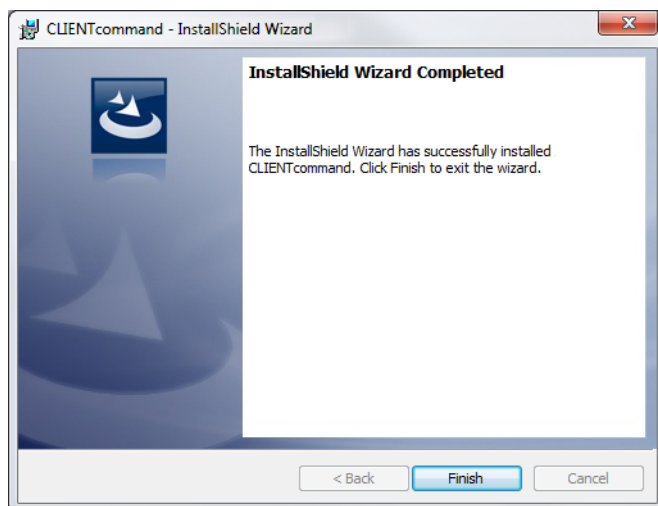 CLIENTcommand - InstallShield Wizard
InstallShield Wizard Completed
The InstallShield Wizard has successfully installed
CLIENTcommand. Click Finish to exit the wizard.
< Back
Finish
Cancel